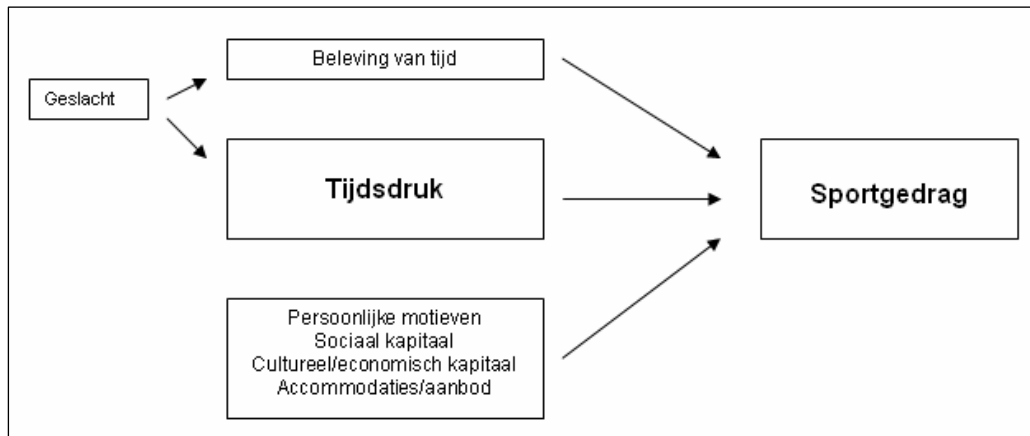 Beleving van tijd
Geslacht
Tijdsdruk
Sportgedrag
Persoonlijke motieven
Sociaal kapitaal
Cultureel/economisch kapitaal
Accommodaties/aanbod